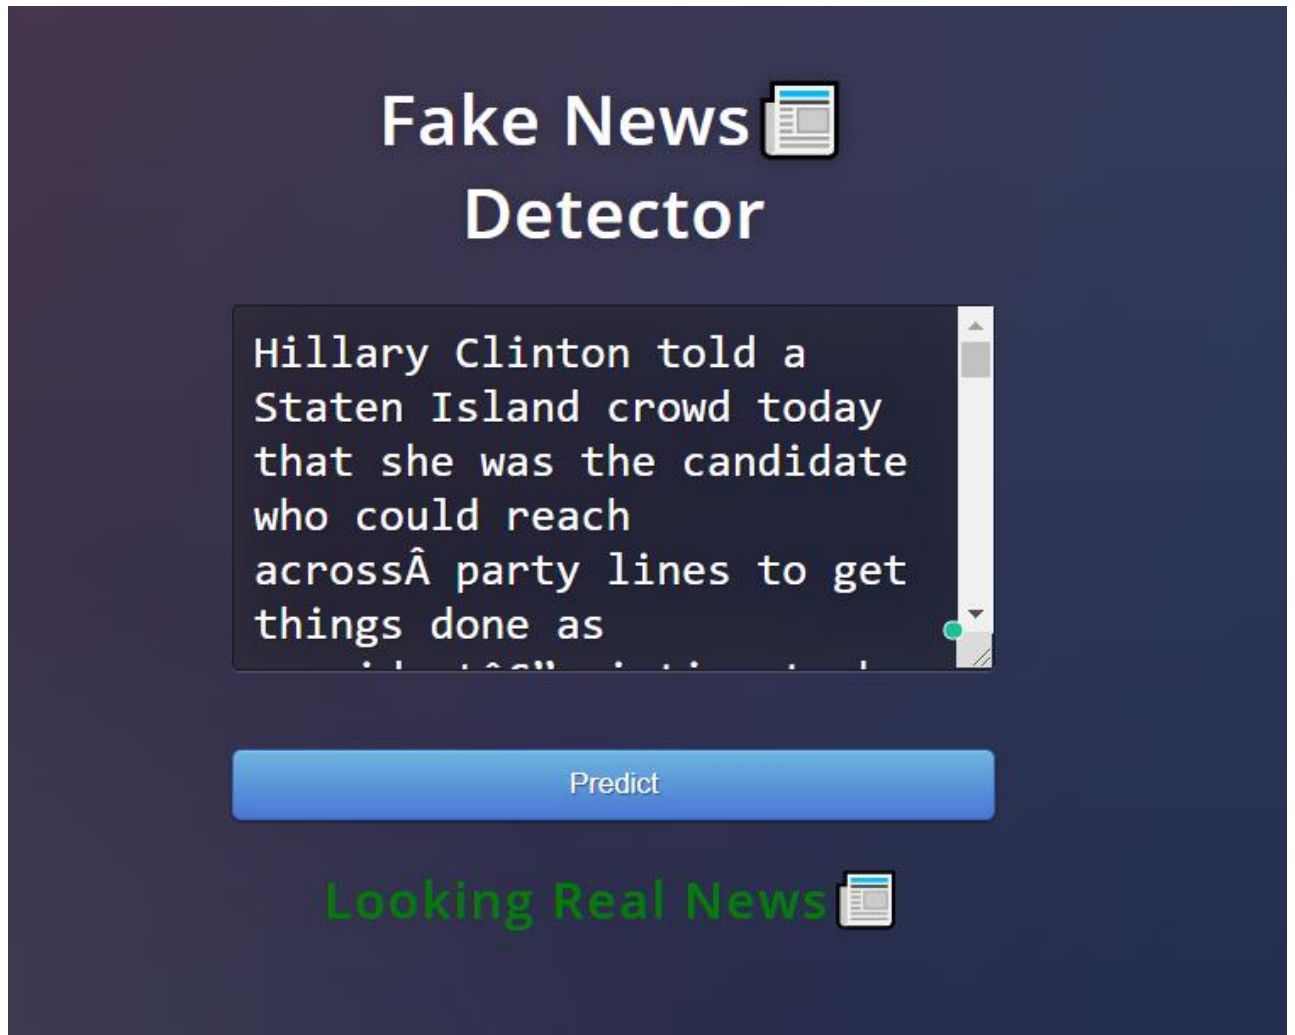 Fake News
Detector
Hillary Clinton told a
Staten Island crowd today
that she was the candidate
who could reach
acrossÂ party lines to get
things done as
Predict
Looking Real News